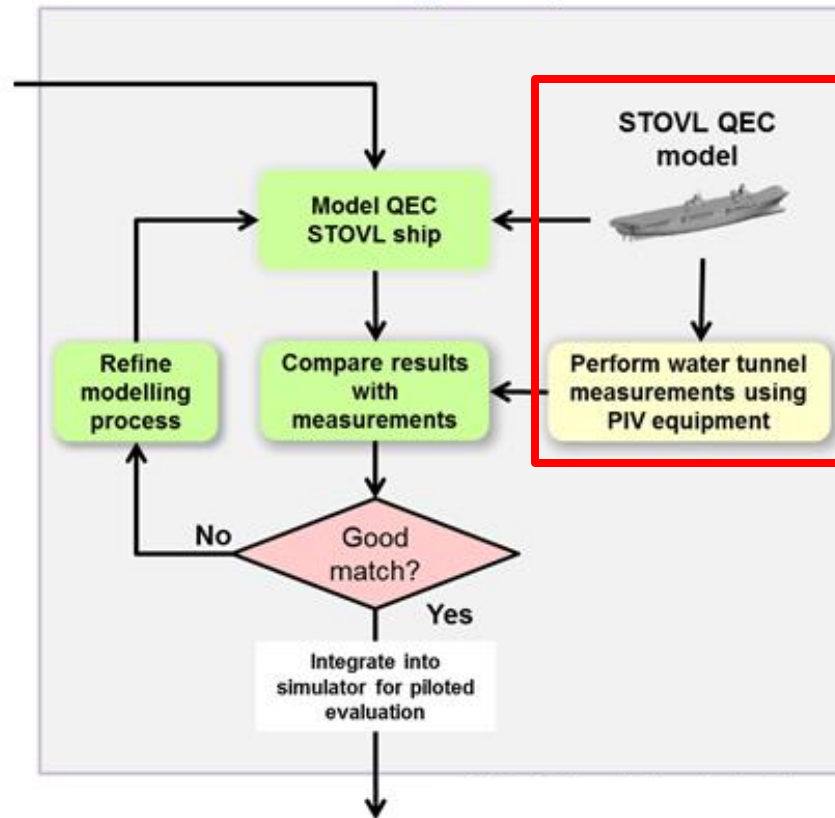 STOVL QEC
model
Model QEC
STOVL ship
Refine
modelling
process
Compare results
with
measurements
Perform water tunnel
measurements using
PIV equipment
No
Good
match?
Yes
Integrate into
simulator for piloted
evaluation